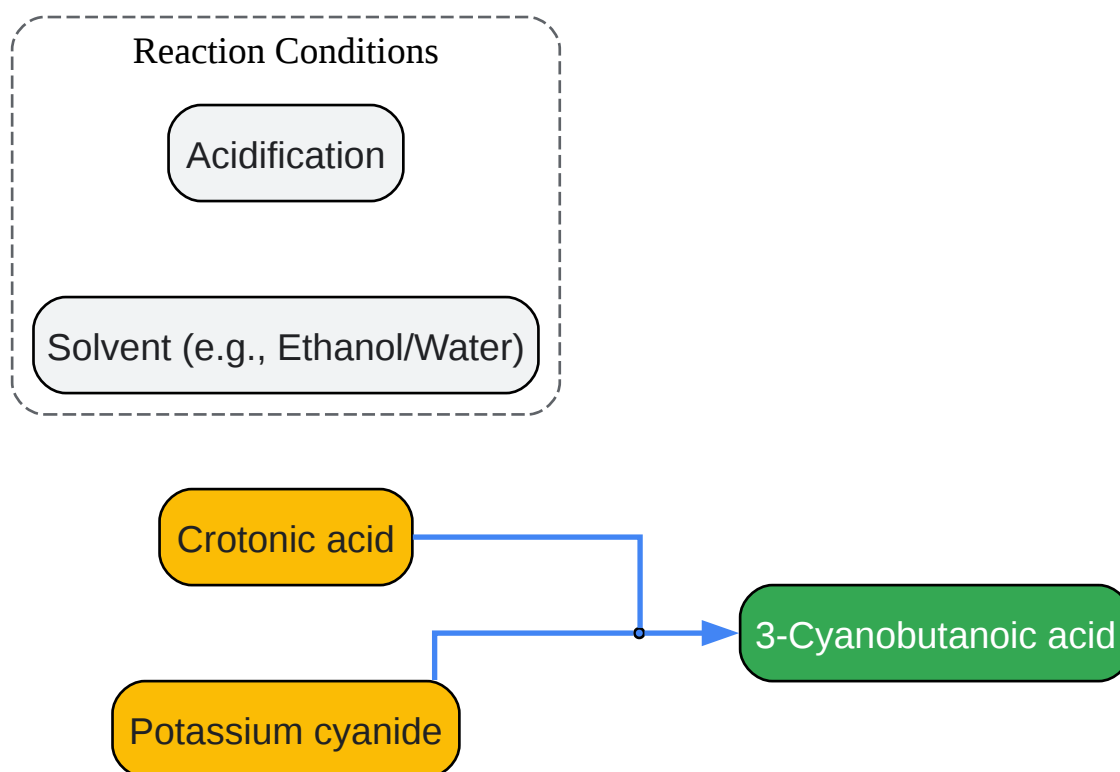 Reaction Conditions
Acidification
Solvent (e.g., Ethanol/Water)
Crotonic acid
3-Cyanobutanoic acid
Potassium cyanide